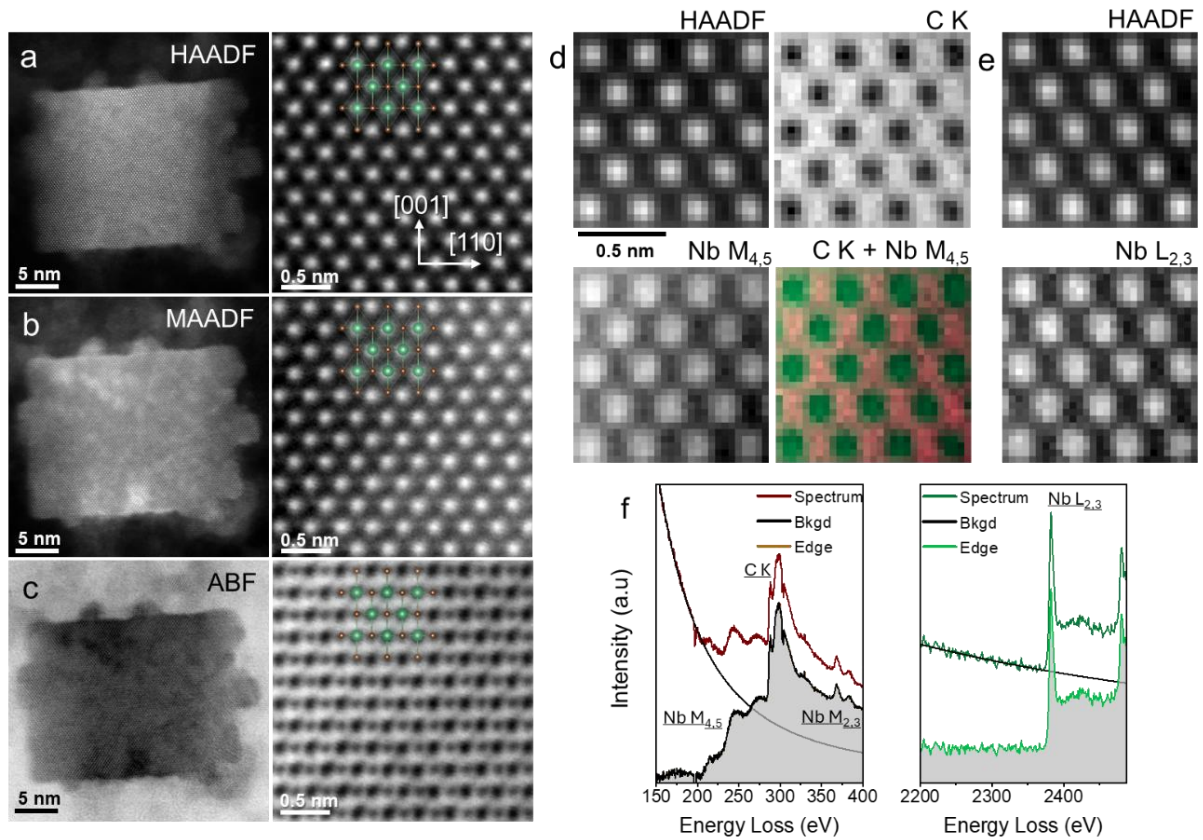 a
HAADF
5 nm
[001]
[110]
0.5 nm
b
MAADF
5 nm
0.5 nm
c
ABF
5 nm
0.5 nm
d
HAADF
C K
e
HAADF
0.5 nm
Nb M4,5
C K + Nb M4,5
Nb L2,3
f
Spectrum
Bkgd
Edge
C K
Nb M4,5
Nb M2,3
Intensity (a.u)
150 200 250 300 350 400
Energy Loss (eV)
Spectrum
Bkgd
Edge
Nb L2,3
2200 2300 2400
Energy Loss (eV)